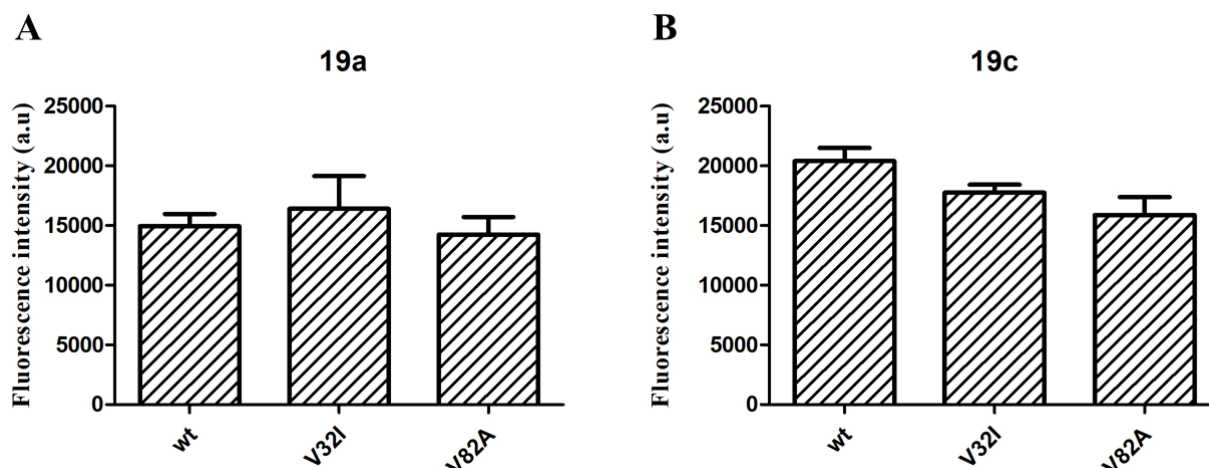 A
19a
Fluorescence intensity (a.u)
25000
20000
15000
10000
5000
0
wt
V32I
V82A
B
19c
Fluorescence intensity (a.u)
25000
20000
15000
10000
5000
0
wt
V32I
V82A